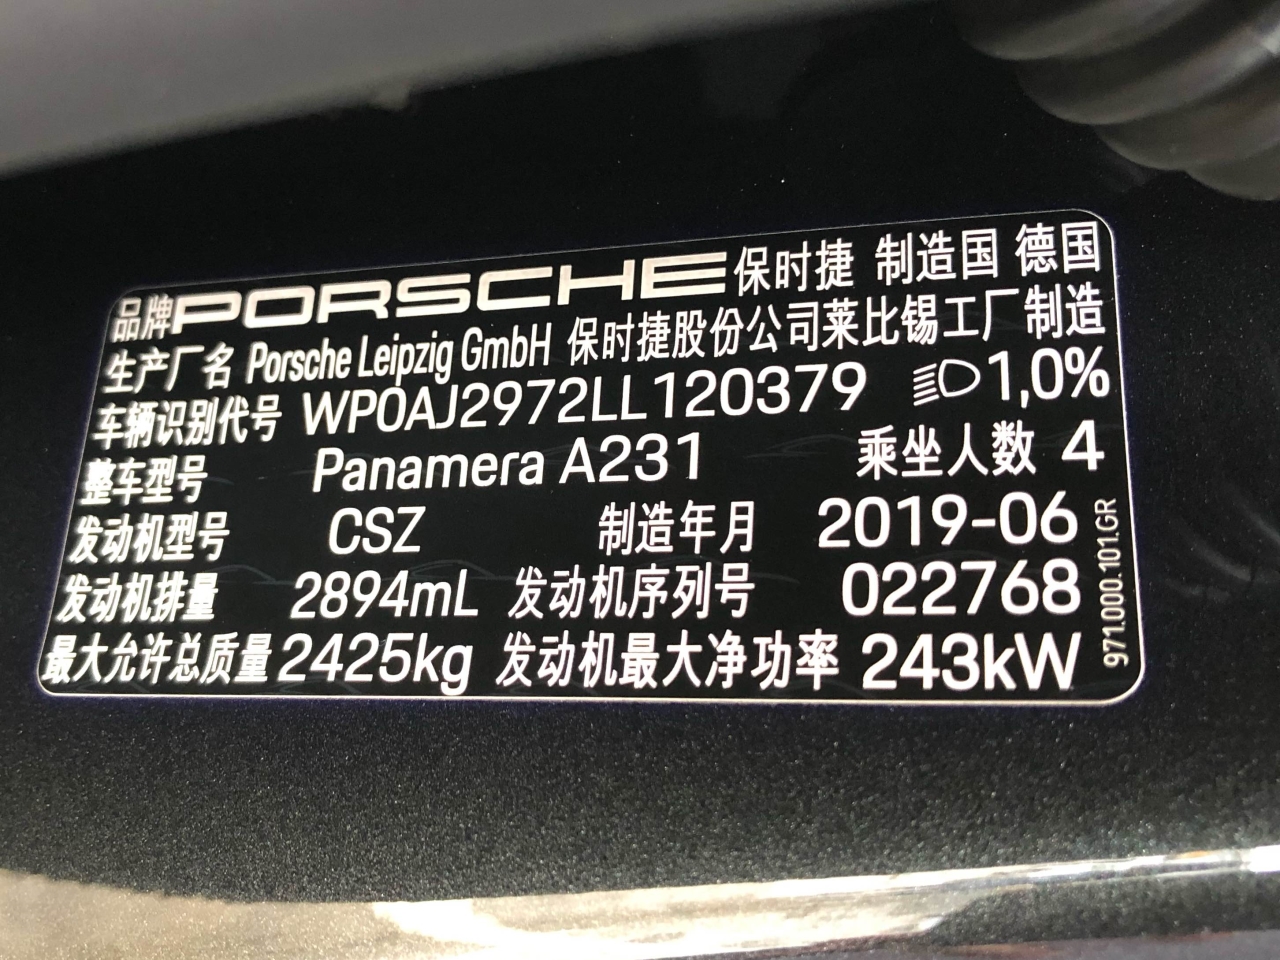 品牌PORSCHE保时捷 制造国 德国
生产厂名 Porsche Leipzig GmbH 保时捷股份公司莱比锡工厂制造
车辆识别代号 WP0AJ2972LL120379 1,0%
整车型号 Panamera A231 乘坐人数 4
发动机型号 CSZ 制造年月 2019-06
发动机排量 2894mL 发动机序列号 022768
最大允许总质量 2425kg 发动机最大净功率 243kW
971.000.101.GR